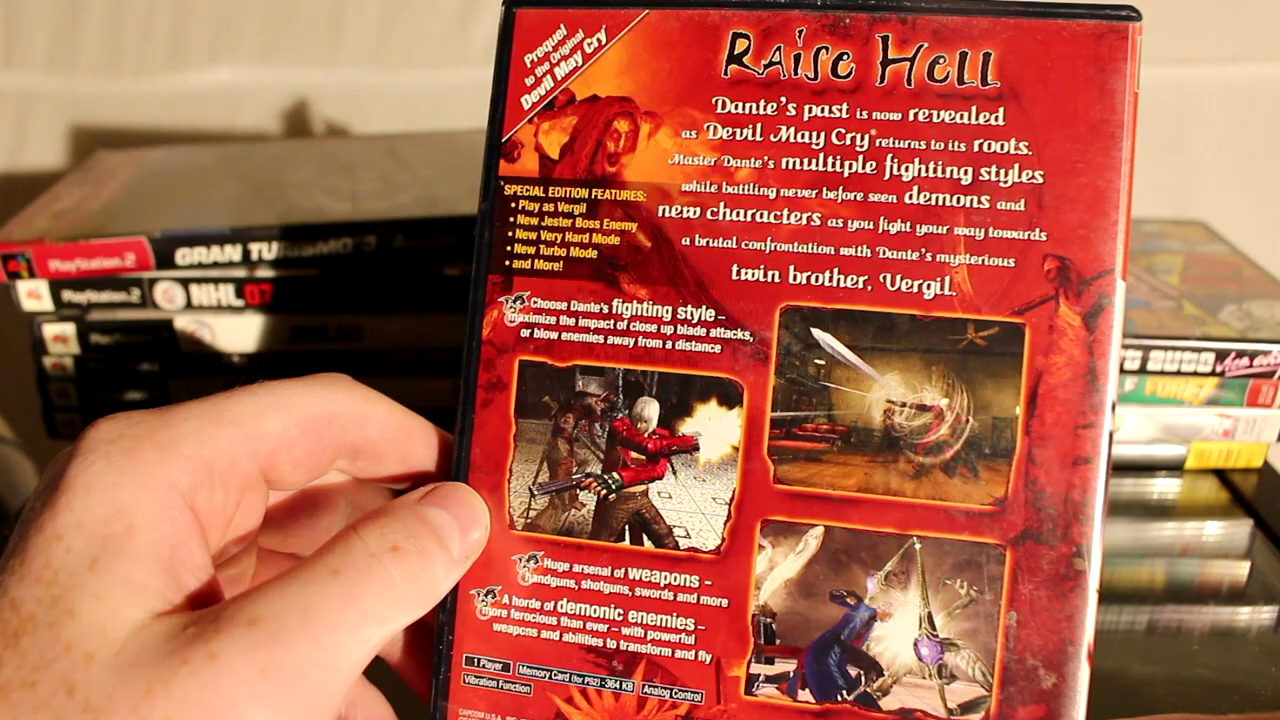 Prequel
to the Original
Devil May Cry®
Raise Hell
Dante's past is now revealed
as Devil May Cry® returns to its roots.
Master Dante's multiple fighting styles
while battling never before seen demons and
new characters as you fight your way towards
a brutal confrontation with Dante's mysterious
twin brother, Vergil.
SPECIAL EDITION FEATURES:
• Play as Vergil
• New Jester Boss Enemy
• New Very Hard Mode
• New Turbo Mode
• and More!
Choose Dante's fighting style –
maximize the impact of close up blade attacks,
or blow enemies away from a distance
Huge arsenal of weapons –
handguns, shotguns, swords and more
A horde of demonic enemies –
more ferocious than ever – with powerful
weapons and abilities to transform and fly
1 Player
Memory Card (for PS2) - 364 KB
Analog Control
Vibration Function
CAPCOM U.S.A., INC.
PlayStation.2
GRAN TURISMO 3
PlayStation.2
NHL 07
AUTO